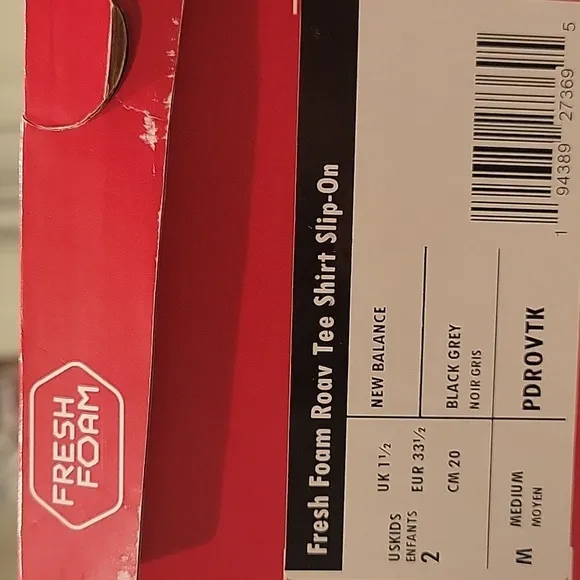 FRESH
FOAM
Fresh Foam Roav Tee Shirt Slip-On
USKIDS
ENFANTS
2
UK 1½
EUR 33½
CM 20
NEW BALANCE
BLACK GREY
NOIR GRIS
M
MEDIUM
MOYEN
PDROVTK
1 94389 27369 5